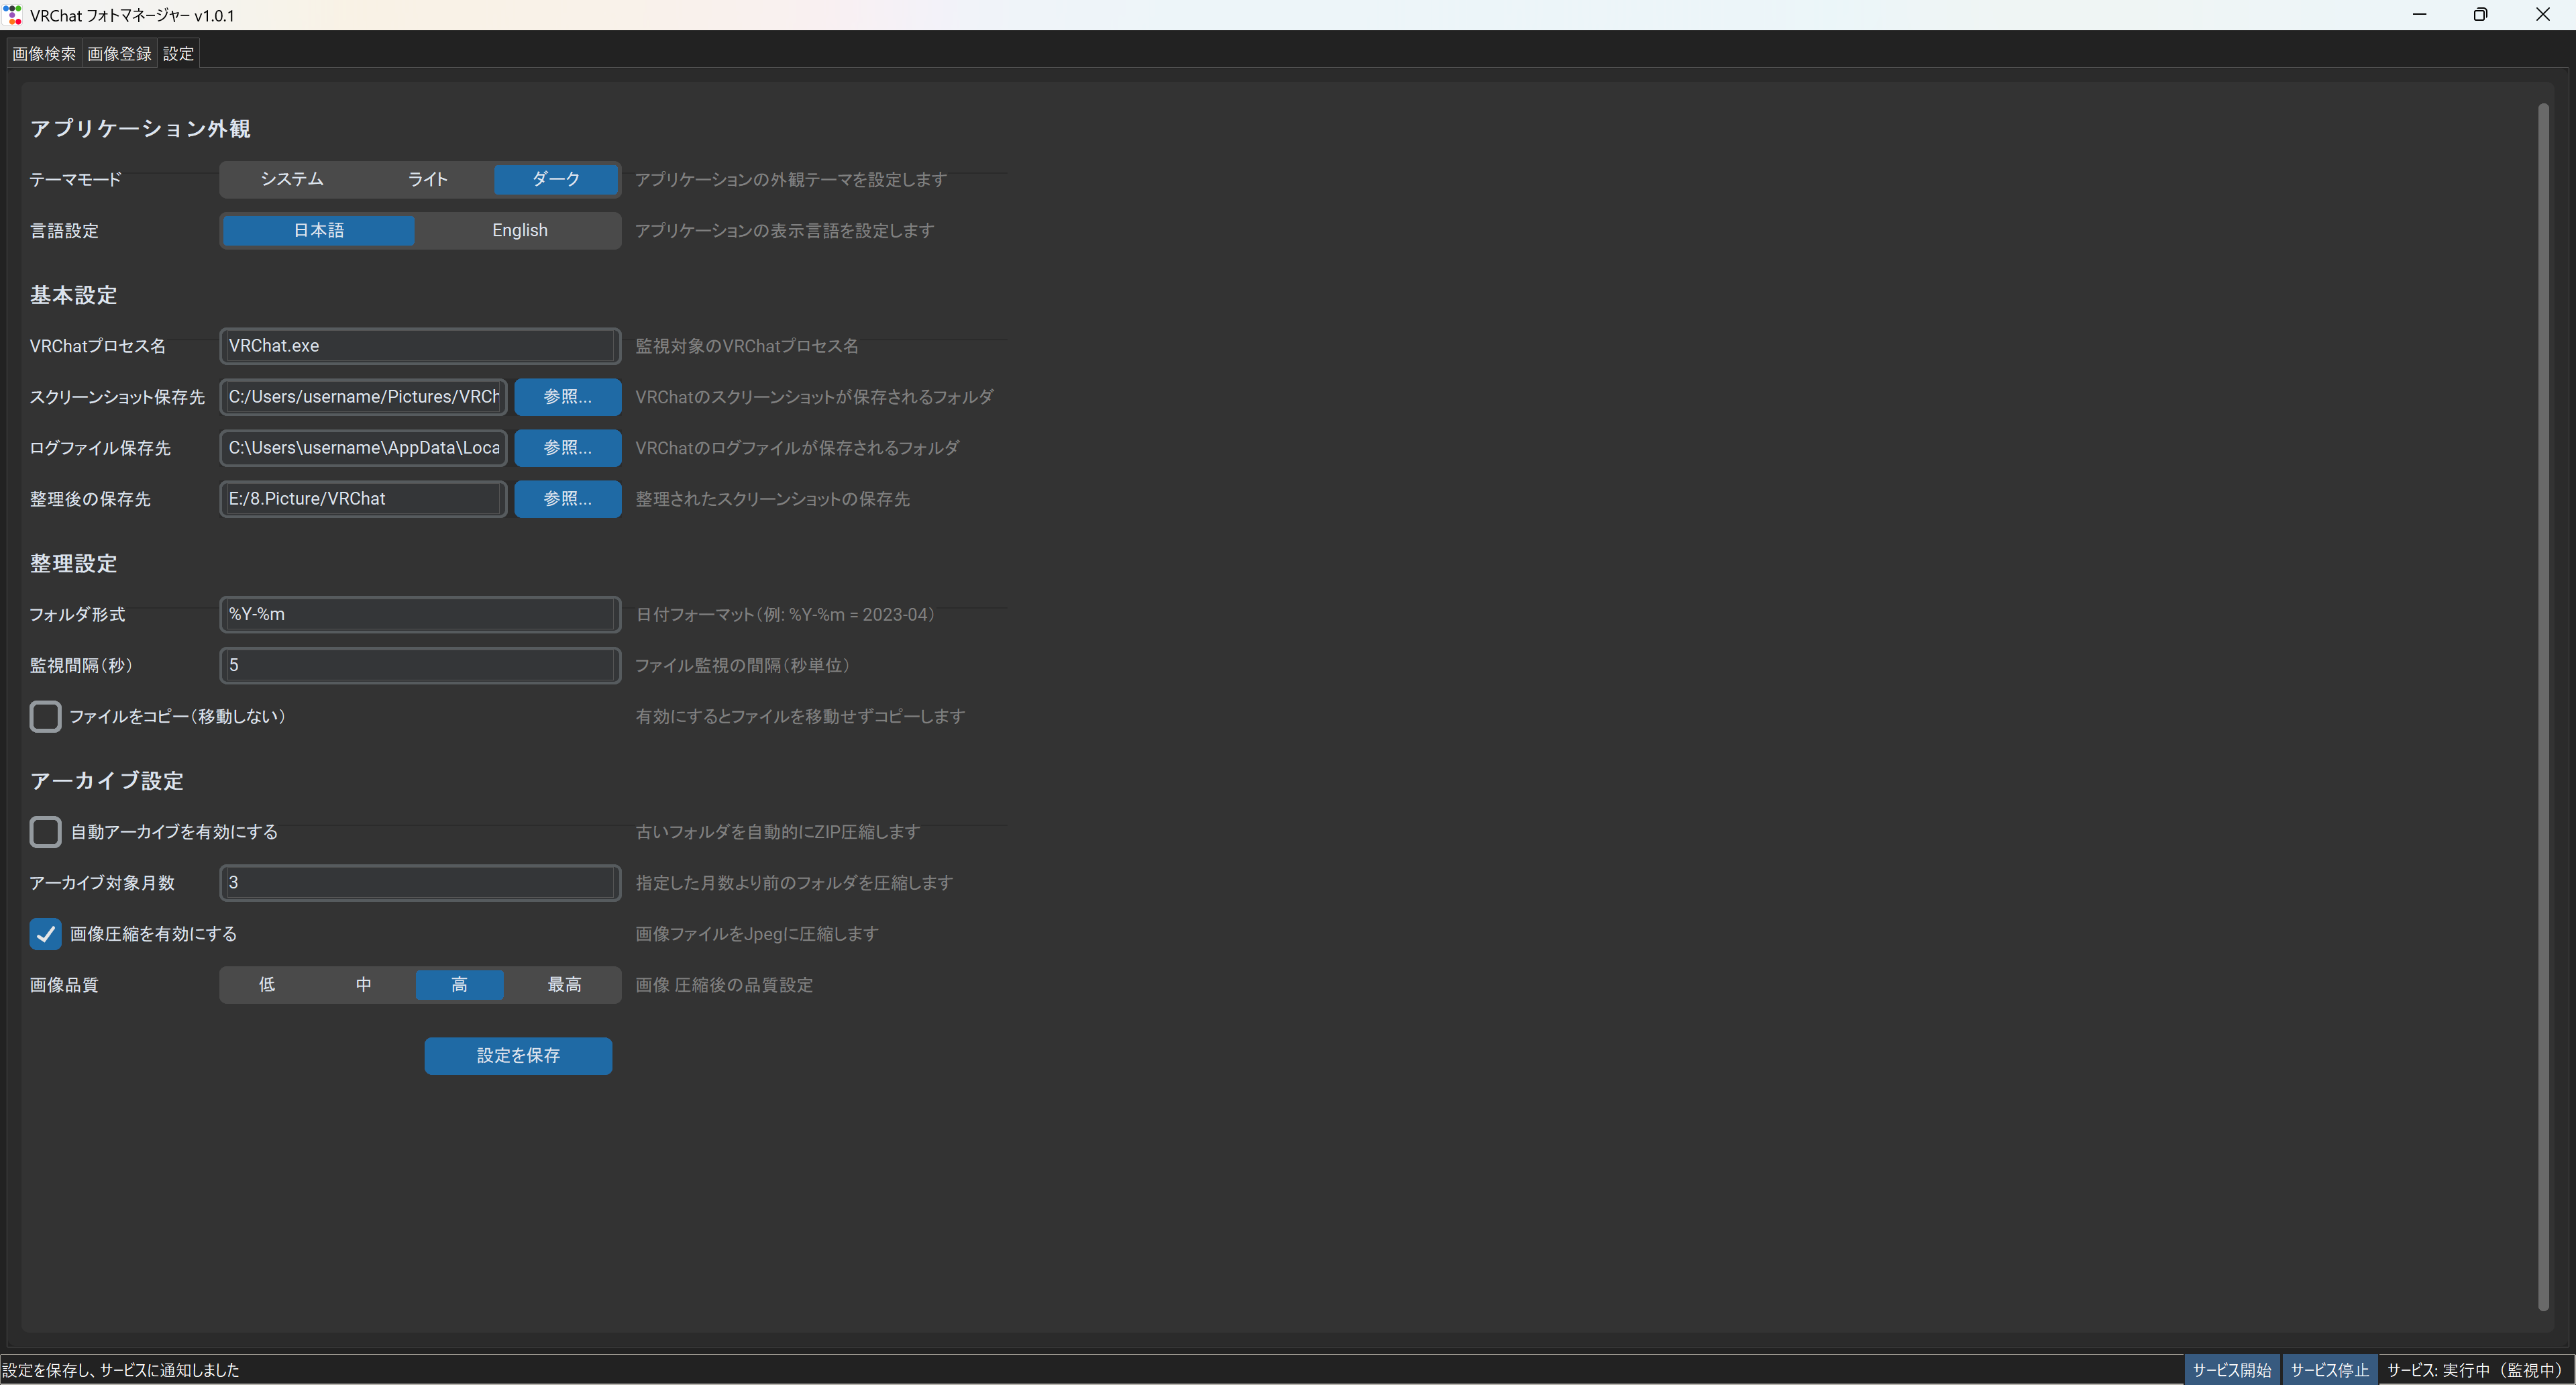 VRChat フォトマネージャー v1.0.1
画像検索 画像登録 設定
アプリケーション外観
テーマモード システム ライト ダーク アプリケーションの外観テーマを設定します
言語設定 日本語 English アプリケーションの表示言語を設定します
基本設定
VRChatプロセス名 VRChat.exe 監視対象のVRChatプロセス名
スクリーンショット保存先 C:/Users/username/Pictures/VRCh 参照... VRChatのスクリーンショットが保存されるフォルダ
ログファイル保存先 C:\Users\username\AppData\Loca 参照... VRChatのログファイルが保存されるフォルダ
整理後の保存先 E:/8.Picture/VRChat 参照... 整理されたスクリーンショットの保存先
整理設定
フォルダ形式 %Y-%m 日付フォーマット(例: %Y-%m = 2023-04)
監視間隔(秒) 5 ファイル監視の間隔(秒単位)
ファイルをコピー(移動しない) 有効にするとファイルを移動せずコピーします
アーカイブ設定
自動アーカイブを有効にする 古いフォルダを自動的にZIP圧縮します
アーカイブ対象月数 3 指定した月数より前のフォルダを圧縮します
画像圧縮を有効にする 画像ファイルをJpegに圧縮します
画像品質 低 中 高 最高 画像 圧縮後の品質設定
設定を保存
設定を保存し、サービスに通知しました サービス開始 サービス停止 サービス: 実行中 (監視中)